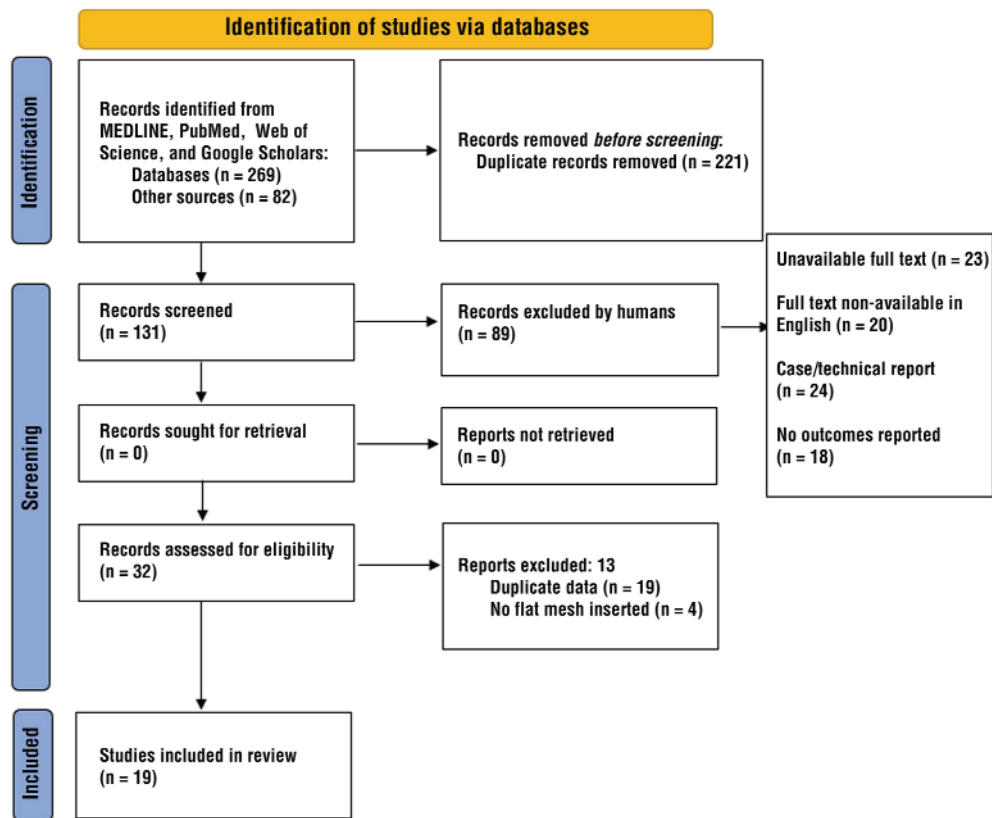 Identification of studies via databases
Identification
Records identified from
MEDLINE, PubMed, Web of
Science, and Google Scholars:
Databases (n = 269)
Other sources (n = 82)
Records removed before screening:
Duplicate records removed (n = 221)
Screening
Records screened
(n = 131)
Records excluded by humans
(n = 89)
Unavailable full text (n = 23)
Full text non-available in
English (n = 20)
Case/technical report
(n = 24)
No outcomes reported
(n = 18)
Records sought for retrieval
(n = 0)
Reports not retrieved
(n = 0)
Records assessed for eligibility
(n = 32)
Reports excluded: 13
Duplicate data (n = 19)
No flat mesh inserted (n = 4)
Included
Studies included in review
(n = 19)